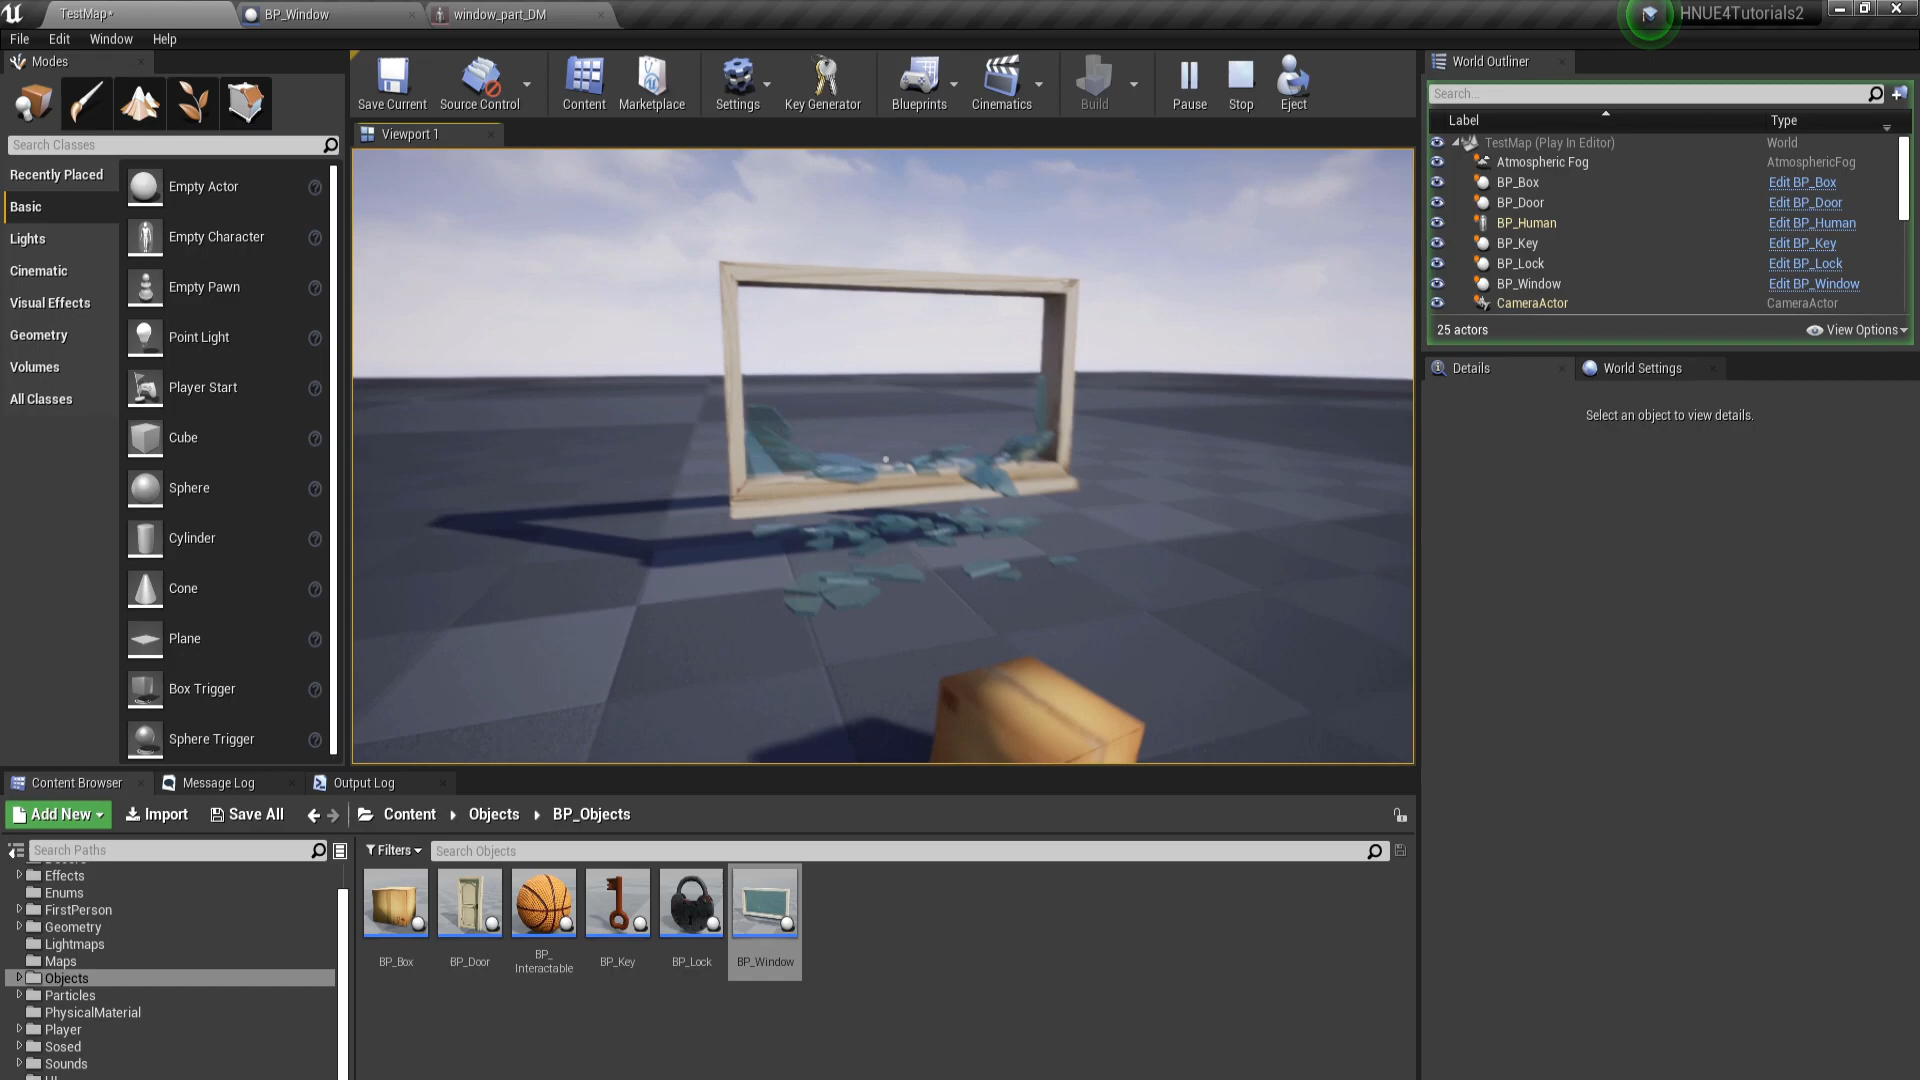 TestMap*
BP_Window
window_part_DM
HNUE4Tutorials2
File
Edit
Window
Help
Modes
Search Classes
Recently Placed
Basic
Lights
Cinematic
Visual Effects
Geometry
Volumes
All Classes
Empty Actor
Empty Character
Empty Pawn
Point Light
Player Start
Cube
Sphere
Cylinder
Cone
Plane
Box Trigger
Sphere Trigger
Save Current
Source Control
Content
Marketplace
Settings
Key Generator
Blueprints
Cinematics
Build
Pause
Stop
Eject
Viewport 1
World Outliner
Search...
Label
Type
TestMap (Play In Editor)
World
Atmospheric Fog
AtmosphericFog
BP_Box
Edit BP_Box
BP_Door
Edit BP_Door
BP_Human
Edit BP_Human
BP_Key
Edit BP_Key
BP_Lock
Edit BP_Lock
BP_Window
Edit BP_Window
CameraActor
CameraActor
25 actors
View Options
Details
World Settings
Select an object to view details.
Content Browser
Message Log
Output Log
Add New
Import
Save All
Content
Objects
BP_Objects
Search Paths
Effects
Enums
FirstPerson
Geometry
Lightmaps
Maps
Objects
Particles
PhysicalMaterial
Player
Sosed
Sounds
Filters
Search Objects
BP_Box
BP_Door
BP_
Interactable
BP_Key
BP_Lock
BP_Window